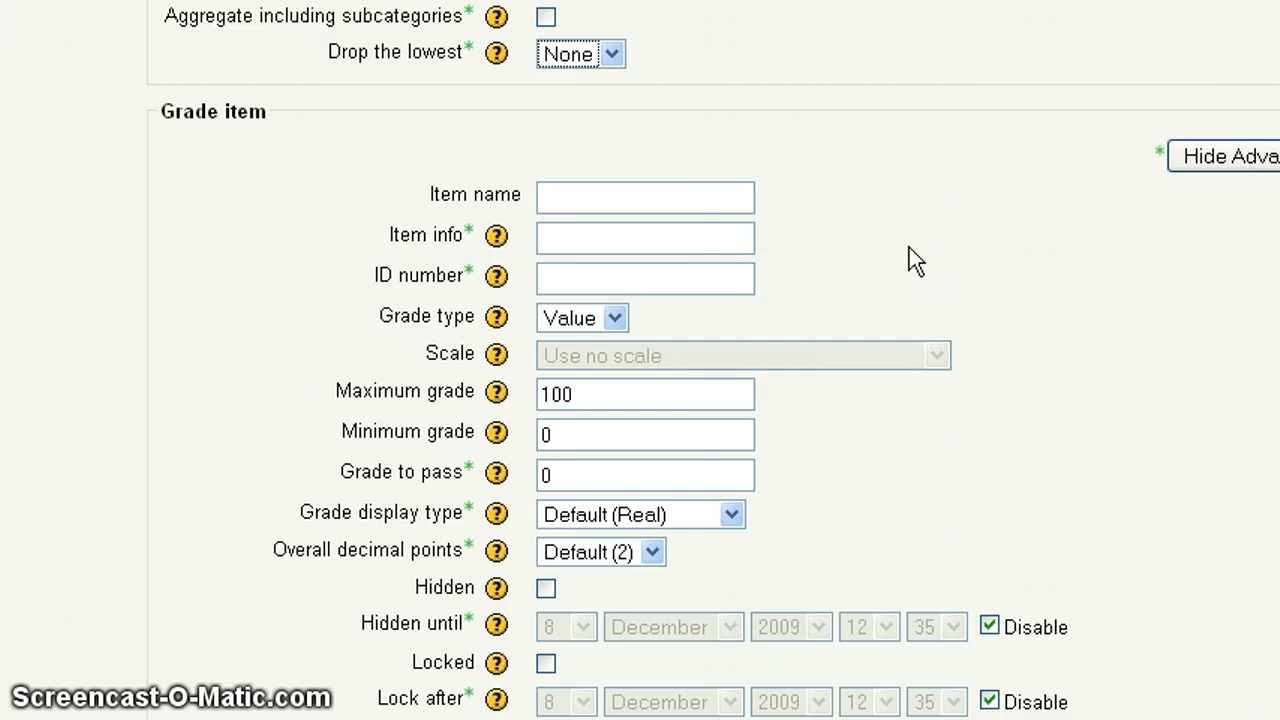 Aggregate including subcategories* ?
Drop the lowest* ? None
Grade item
* Hide Adva
Item name
Item info* ?
ID number* ?
Grade type ? Value
Scale ? Use no scale
Maximum grade ? 100
Minimum grade ? 0
Grade to pass* ? 0
Grade display type* ? Default (Real)
Overall decimal points* ? Default (2)
Hidden ?
Hidden until* ? 8 December 2009 12 35 Disable
Locked ?
Lock after* ? 8 December 2009 12 35 Disable
Screencast-O-Matic.com